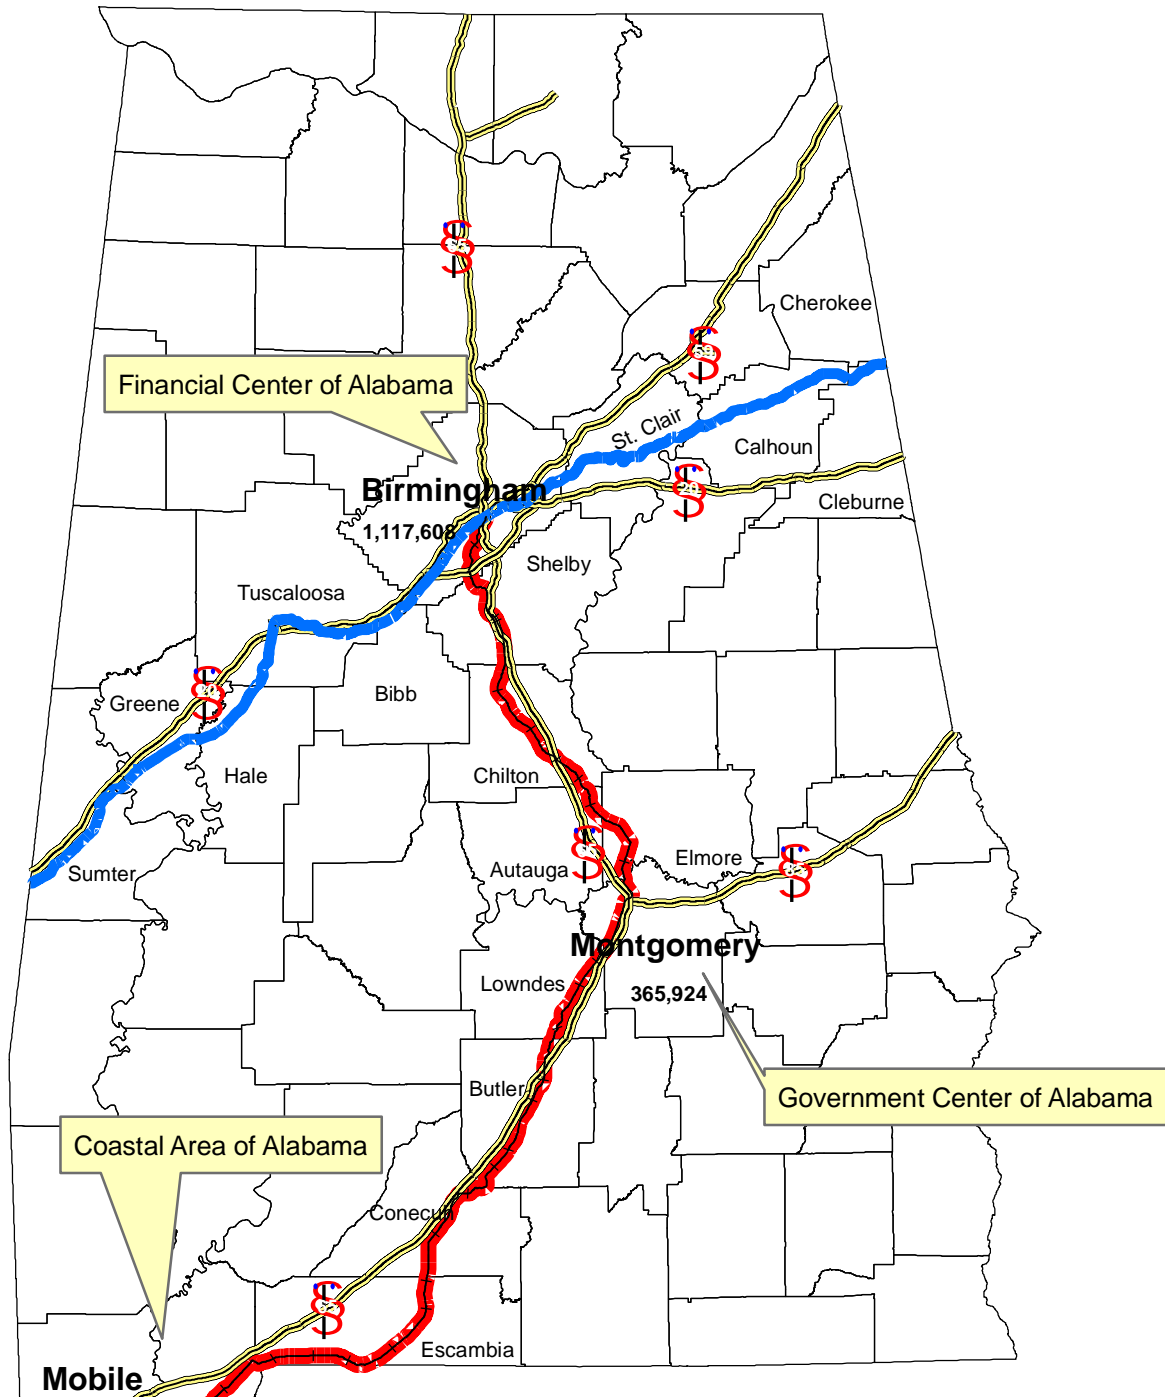 Cherokee
Financial Center of Alabama
St. Clair
Calhoun
Birmingham
Cleburne
1,117,608
Shelby
Tuscaloosa
Bibb
Greene
Hale
Chilton
Elmore
Autauga
Sumter
Montgomery
Lowndes
365,924
Butler
Government Center of Alabama
Coastal Area of Alabama
Conecuh
Escambia
Mobile